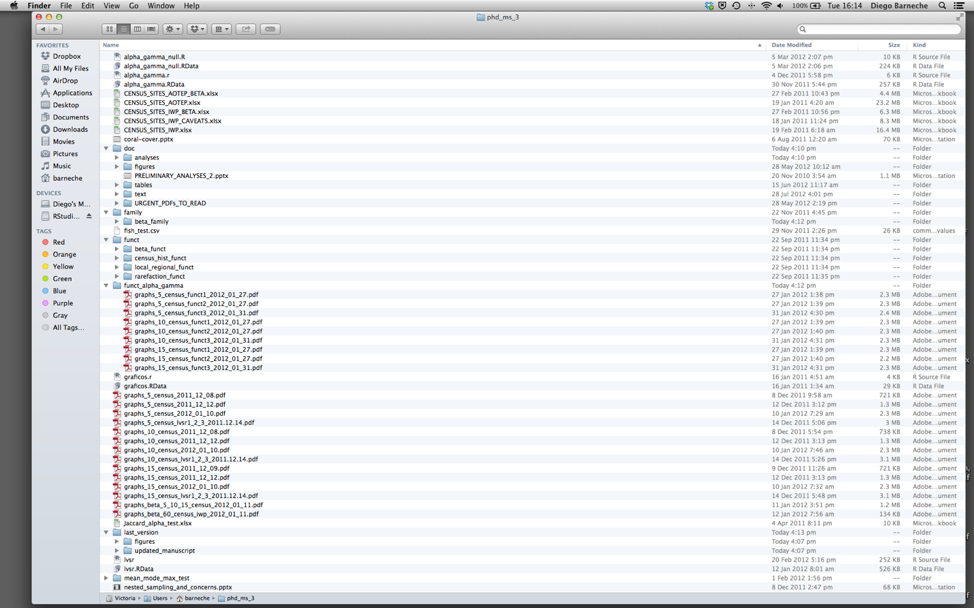 Finder File Edit View Go Window Help 100% Tue 16:14 Diego Barneche
phd_ms_3
FAVORITES Name Date Modified Size Kind
Dropbox alpha_gamma_null.R 5 Mar 2012 2:07 pm 10 KB R Source File
All My Files alpha_gamma_null.RData 5 Mar 2012 2:06 pm 224 KB R Data File
AirDrop alpha_gamma.r 4 Dec 2011 5:58 pm 6 KB R Source File
alpha_gamma.RData 30 Nov 2011 5:44 pm 257 KB R Data File
Applications CENSUS_SITES_AOTEP_BETA.xlsx 27 Feb 2011 10:43 pm 4.4 MB Micros...kbook
Desktop CENSUS_SITES_AOTEP.xlsx 19 Jan 2011 4:20 am 23.2 MB Micros...kbook
Documents CENSUS_SITES_IWP_BETA.xlsx 27 Feb 2011 10:56 pm 6.3 MB Micros...kbook
Downloads CENSUS_SITES_IWP_CAVEATS.xlsx 18 Jan 2011 11:24 pm 8.3 MB Micros...kbook
CENSUS_SITES_IWP.xlsx 19 Feb 2011 6:18 am 16.4 MB Micros...kbook
Movies coral-cover.pptx 6 Aug 2011 12:20 am 70 KB Micros...tation
Pictures doc Today 4:10 pm -- Folder
analyses Today 4:10 pm -- Folder
Music figures 28 May 2012 10:12 am -- Folder
barneche PRELIMINARY_ANALYSES_2.pptx 20 Nov 2010 3:54 am 1.1 MB Micros...tation
tables 15 Jun 2012 11:17 am -- Folder
DEVICES text 28 Jul 2012 4:01 pm -- Folder
Diego's M... URGENT_PDFs_TO_READ 28 May 2012 2:19 pm -- Folder
RStudi... family 22 Nov 2011 4:45 pm -- Folder
beta_family Today 4:12 pm -- Folder
TAGS fish_test.csv 29 Nov 2011 2:26 pm 26 KB comm...values
Red funct 22 Sep 2011 11:34 pm -- Folder
Orange beta_funct 22 Sep 2011 11:34 pm -- Folder
Yellow census_hist_funct 22 Sep 2011 11:34 pm -- Folder
local_regional_funct 22 Sep 2011 11:34 pm -- Folder
Green rarefaction_funct 22 Sep 2011 11:35 pm -- Folder
Blue funct_alpha_gamma Today 4:12 pm -- Folder
graphs_5_census_funct1_2012_01_27.pdf 27 Jan 2012 1:38 pm 2.3 MB Adobe...ument
Purple graphs_5_census_funct2_2012_01_27.pdf 27 Jan 2012 1:39 pm 2.3 MB Adobe...ument
Gray graphs_5_census_funct3_2012_01_31.pdf 31 Jan 2012 4:30 pm 2.4 MB Adobe...ument
graphs_10_census_funct1_2012_01_27.pdf 27 Jan 2012 1:39 pm 2.3 MB Adobe...ument
All Tags... graphs_10_census_funct2_2012_01_27.pdf 27 Jan 2012 1:40 pm 2.3 MB Adobe...ument
graphs_10_census_funct3_2012_01_31.pdf 31 Jan 2012 4:31 pm 2.3 MB Adobe...ument
graphs_15_census_funct1_2012_01_27.pdf 27 Jan 2012 1:39 pm 2.3 MB Adobe...ument
graphs_15_census_funct2_2012_01_27.pdf 27 Jan 2012 1:40 pm 2.2 MB Adobe...ument
graphs_15_census_funct3_2012_01_31.pdf 31 Jan 2012 4:31 pm 2.3 MB Adobe...ument
graficos.r 16 Jan 2011 4:51 am 4 KB R Source File
graficos.RData 16 Jan 2011 1:34 am 29 KB R Data File
graphs_5_census_2011_12_08.pdf 8 Dec 2011 9:58 am 721 KB Adobe...ument
graphs_5_census_2011_12_12.pdf 12 Dec 2011 3:12 pm 1.3 MB Adobe...ument
graphs_5_census_2012_01_10.pdf 10 Jan 2012 7:29 am 2.3 MB Adobe...ument
graphs_5_census_lvsr1_2_3_2011.12.14.pdf 14 Dec 2011 5:06 pm 3 MB Adobe...ument
graphs_10_census_2011_12_08.pdf 8 Dec 2011 5:54 pm 738 KB Adobe...ument
graphs_10_census_2011_12_12.pdf 12 Dec 2011 3:13 pm 1.3 MB Adobe...ument
graphs_10_census_2012_01_10.pdf 10 Jan 2012 7:46 am 2.3 MB Adobe...ument
graphs_10_census_lvsr1_2_3_2011.12.14.pdf 14 Dec 2011 5:26 pm 3.1 MB Adobe...ument
graphs_15_census_2011_12_09.pdf 9 Dec 2011 11:26 am 721 KB Adobe...ument
graphs_15_census_2011_12_12.pdf 12 Dec 2011 3:13 pm 1.3 MB Adobe...ument
graphs_15_census_2012_01_10.pdf 10 Jan 2012 7:32 am 2.3 MB Adobe...ument
graphs_15_census_lvsr1_2_3_2011.12.14.pdf 14 Dec 2011 5:48 pm 3.1 MB Adobe...ument
graphs_beta_5_10_15_census_2012_01_11.pdf 11 Jan 2012 3:51 pm 1.2 MB Adobe...ument
graphs_beta_60_census_iwp_2012_01_11.pdf 12 Jan 2012 7:56 am 134 KB Adobe...ument
Jaccard_alpha_test.xlsx 4 Apr 2011 8:11 pm 10 KB Micros...kbook
last_version Today 4:13 pm -- Folder
figures Today 4:07 pm -- Folder
updated_manuscript Today 4:07 pm -- Folder
lvsr 20 Feb 2012 5:16 pm 252 KB R Source File
lvsr.RData 12 Jan 2012 8:01 am 526 KB R Data File
mean_mode_max_test 1 Feb 2012 1:56 pm -- Folder
nested_sampling_and_concerns.pptx 8 Dec 2011 2:47 pm 68 KB Micros...tation
Victoria Users barneche phd_ms_3